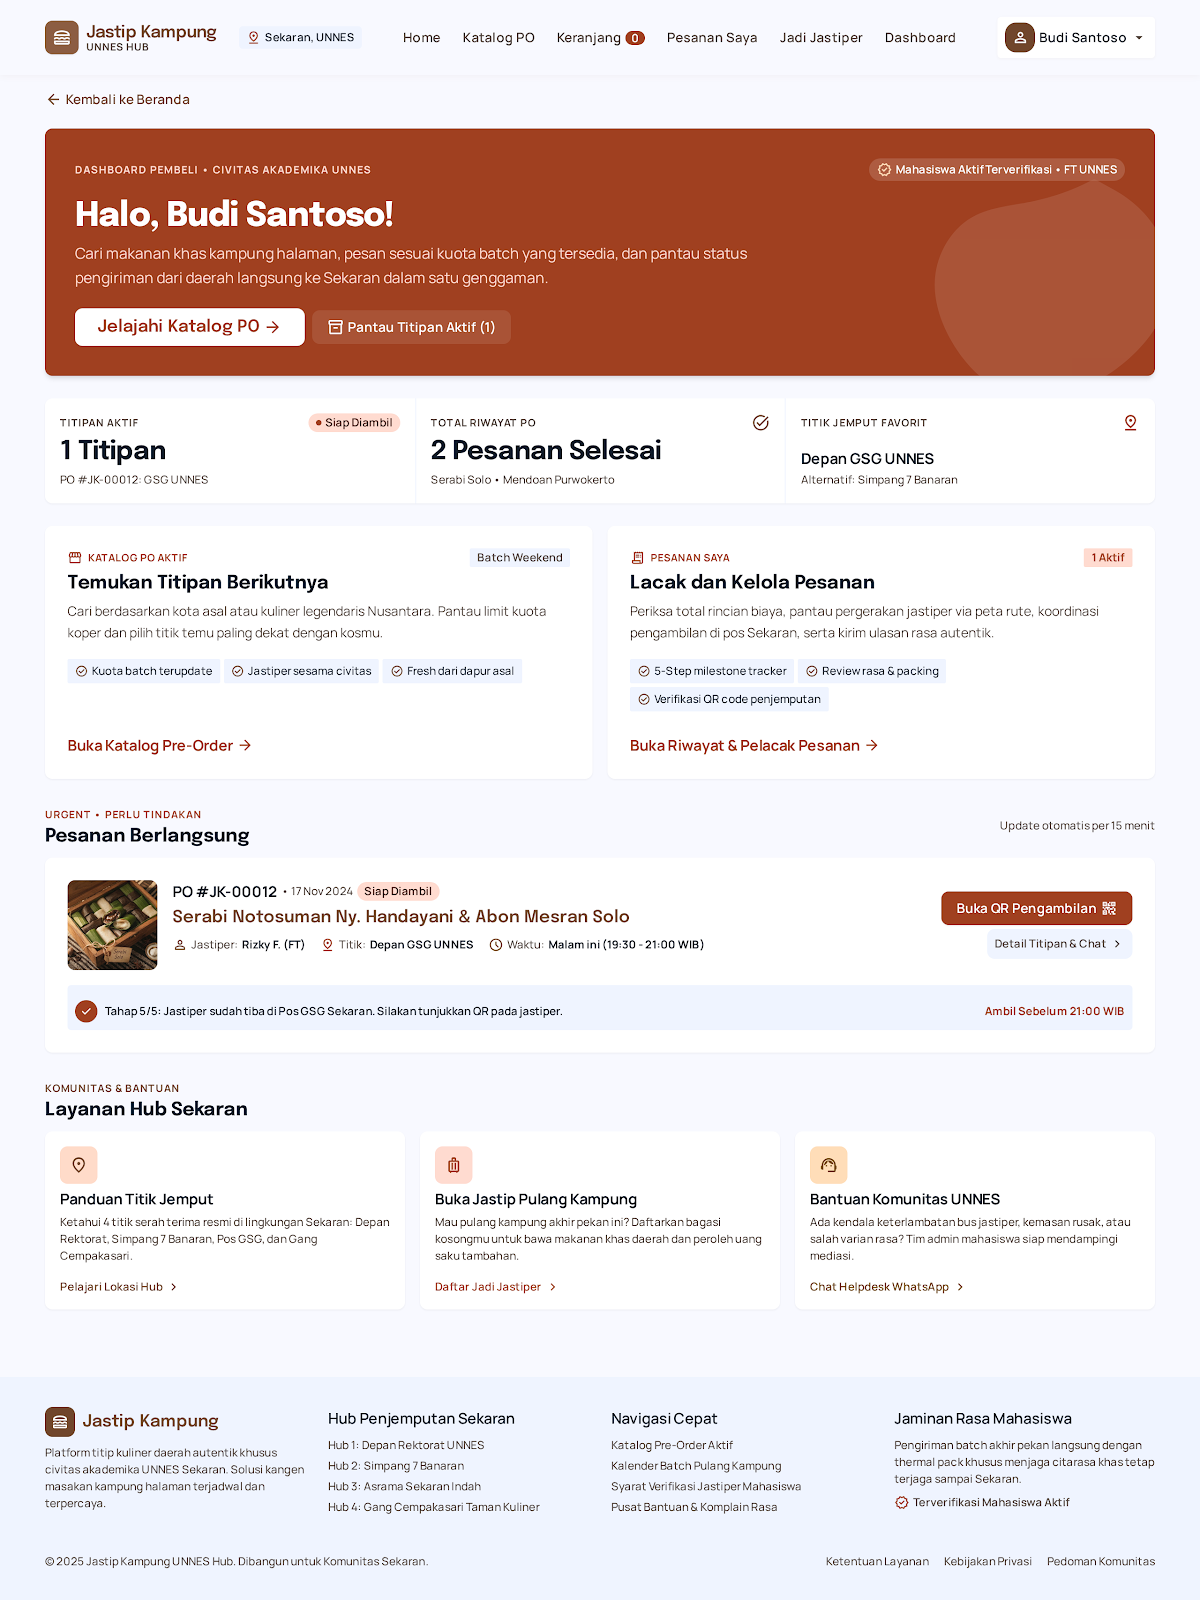 Jastip Kampung
UNNES HUB
Sekaran, UNNES
Home
Katalog PO
Keranjang 0
Pesanan Saya
Jadi Jastiper
Dashboard
Budi Santoso
Kembali ke Beranda
DASHBOARD PEMBELI • CIVITAS AKADEMIKA UNNES
Mahasiswa Aktif Terverifikasi • FT UNNES
Halo, Budi Santoso!
Cari makanan khas kampung halaman, pesan sesuai kuota batch yang tersedia, dan pantau status
pengiriman dari daerah langsung ke Sekaran dalam satu genggaman.
Jelajahi Katalog PO
Pantau Titipan Aktif (1)
TITIPAN AKTIF
Siap Diambil
1 Titipan
PO #JK-00012: GSG UNNES
TOTAL RIWAYAT PO
2 Pesanan Selesai
Serabi Solo • Mendoan Purwokerto
TITIK JEMPUT FAVORIT
Depan GSG UNNES
Alternatif: Simpang 7 Banaran
KATALOG PO AKTIF
Batch Weekend
Temukan Titipan Berikutnya
Cari berdasarkan kota asal atau kuliner legendaris Nusantara. Pantau limit kuota
koper dan pilih titik temu paling dekat dengan kosmu.
Kuota batch terupdate
Jastiper sesama civitas
Fresh dari dapur asal
Buka Katalog Pre-Order
PESANAN SAYA
1 Aktif
Lacak dan Kelola Pesanan
Periksa total rincian biaya, pantau pergerakan jastiper via peta rute, koordinasi
pengambilan di pos Sekaran, serta kirim ulasan rasa autentik.
5-Step milestone tracker
Review rasa & packing
Verifikasi QR code penjemputan
Buka Riwayat & Pelacak Pesanan
URGENT • PERLU TINDAKAN
Pesanan Berlangsung
Update otomatis per 15 menit
PO #JK-00012 • 17 Nov 2024 Siap Diambil
Serabi Notosuman Ny. Handayani & Abon Mesran Solo
Jastiper: Rizky F. (FT)
Titik: Depan GSG UNNES
Waktu: Malam ini (19:30 - 21:00 WIB)
Buka QR Pengambilan
Detail Titipan & Chat
Tahap 5/5: Jastiper sudah tiba di Pos GSG Sekaran. Silakan tunjukkan QR pada jastiper.
Ambil Sebelum 21:00 WIB
KOMUNITAS & BANTUAN
Layanan Hub Sekaran
Panduan Titik Jemput
Ketahui 4 titik serah terima resmi di lingkungan Sekaran: Depan
Rektorat, Simpang 7 Banaran, Pos GSG, dan Gang
Cempakasari.
Pelajari Lokasi Hub
Buka Jastip Pulang Kampung
Mau pulang kampung akhir pekan ini? Daftarkan bagasi
kosongmu untuk bawa makanan khas daerah dan peroleh uang
saku tambahan.
Daftar Jadi Jastiper
Bantuan Komunitas UNNES
Ada kendala keterlambatan bus jastiper, kemasan rusak, atau
salah varian rasa? Tim admin mahasiswa siap mendampingi
mediasi.
Chat Helpdesk WhatsApp
Jastip Kampung
Platform titip kuliner daerah autentik khusus
civitas akademika UNNES Sekaran. Solusi kangen
masakan kampung halaman terjadwal dan
terpercaya.
Hub Penjemputan Sekaran
Hub 1: Depan Rektorat UNNES
Hub 2: Simpang 7 Banaran
Hub 3: Asrama Sekaran Indah
Hub 4: Gang Cempakasari Taman Kuliner
Navigasi Cepat
Katalog Pre-Order Aktif
Kalender Batch Pulang Kampung
Syarat Verifikasi Jastiper Mahasiswa
Pusat Bantuan & Komplain Rasa
Jaminan Rasa Mahasiswa
Pengiriman batch akhir pekan langsung dengan
thermal pack khusus menjaga citarasa khas tetap
terjaga sampai Sekaran.
Terverifikasi Mahasiswa Aktif
© 2025 Jastip Kampung UNNES Hub. Dibangun untuk Komunitas Sekaran.
Ketentuan Layanan
Kebijakan Privasi
Pedoman Komunitas